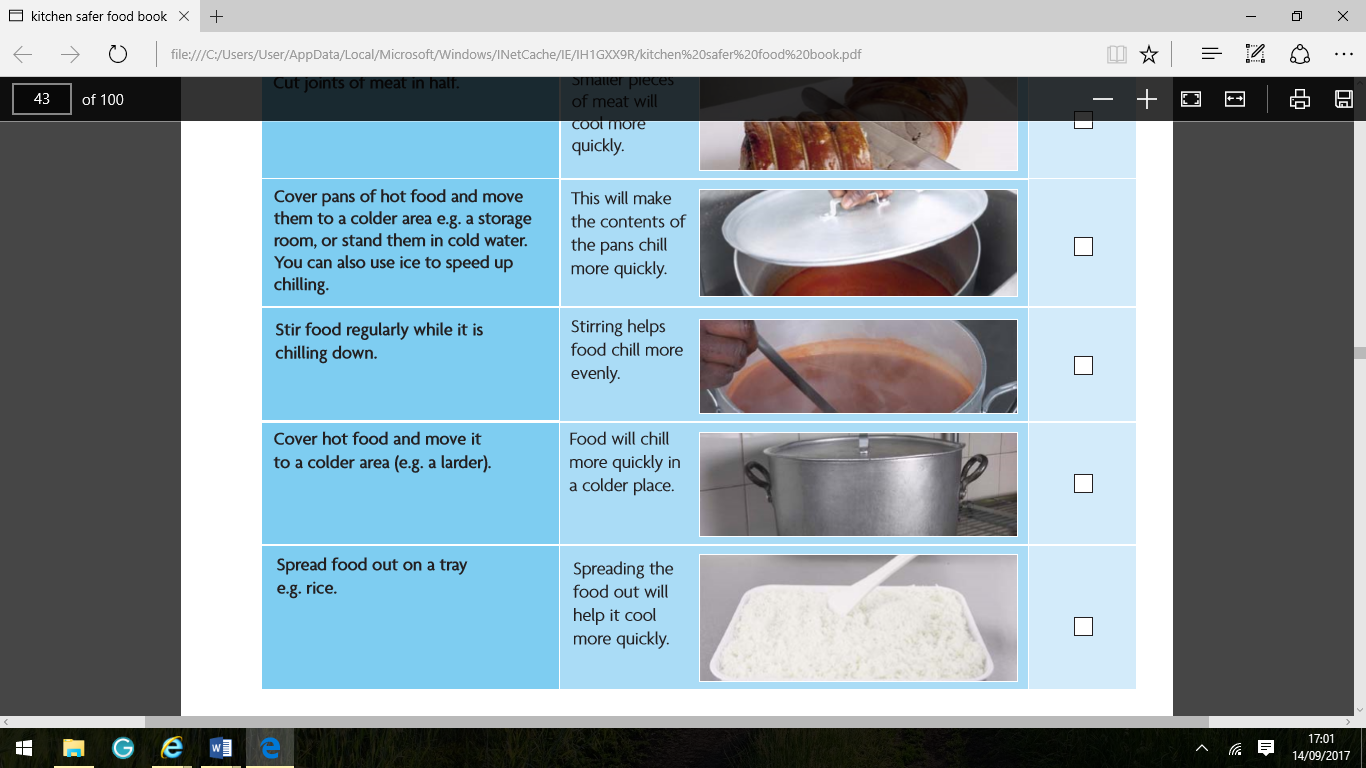 kitchen safer food book
file:///C:/Users/User/AppData/Local/Microsoft/Windows/INetCache/IE/IH1GXX9R/kitchen%20safer%20food%20book.pdf
43 of 100
Cut joints of meat in half.
Smaller pieces
of meat will
cool more
quickly.
Cover pans of hot food and move
them to a colder area e.g. a storage
room, or stand them in cold water.
You can also use ice to speed up
chilling.
This will make
the contents of
the pans chill
more quickly.
Stir food regularly while it is
chilling down.
Stirring helps
food chill more
evenly.
Cover hot food and move it
to a colder area (e.g. a larder).
Food will chill
more quickly in
a colder place.
Spread food out on a tray
e.g. rice.
Spreading the
food out will
help it cool
more quickly.
17:01
14/09/2017